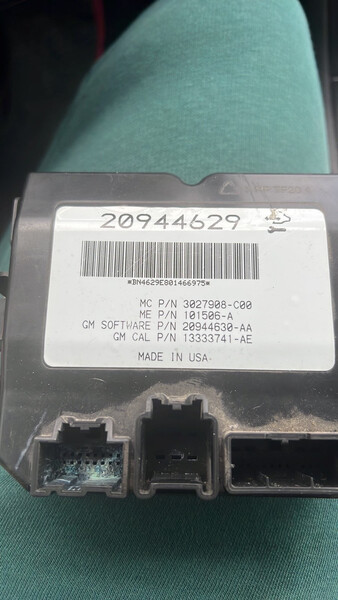 20944629
*BN4629E801466975*
MC P/N 3027908-C00
ME P/N 101506-A
GM SOFTWARE P/N 20944630-AA
GM CAL P/N 13333741-AE
MADE IN USA